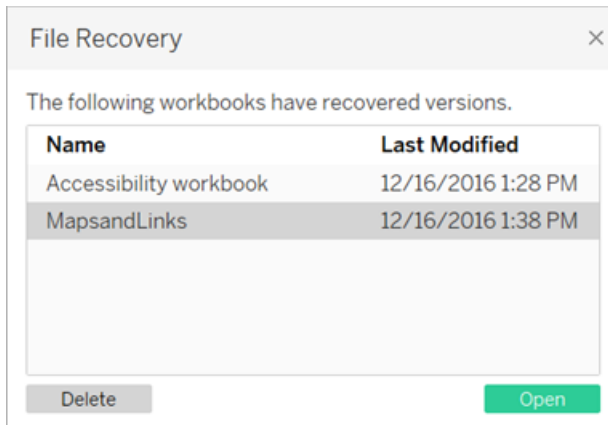 File Recovery
The following workbooks have recovered versions.
Name Last Modified
Accessibility workbook 12/16/2016 1:28 PM
MapsandLinks 12/16/2016 1:38 PM
Delete Open